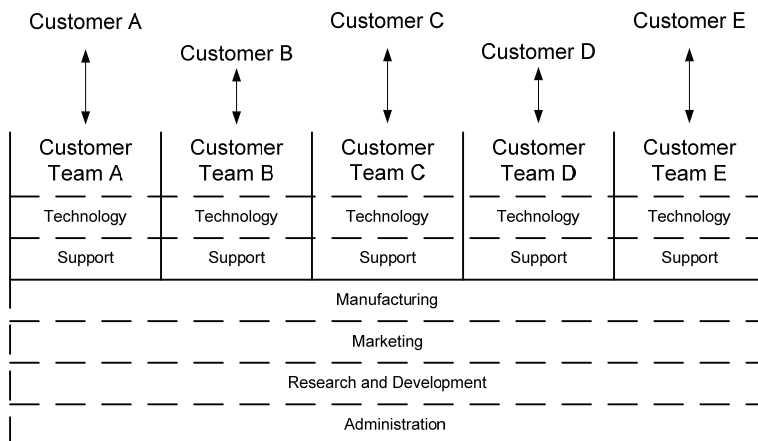 Customer A
Customer B
Customer C
Customer D
Customer E
Customer
Team A
Customer
Team B
Customer
Team C
Customer
Team D
Customer
Team E
Technology
Technology
Technology
Technology
Technology
Support
Support
Support
Support
Support
Manufacturing
Marketing
Research and Development
Administration